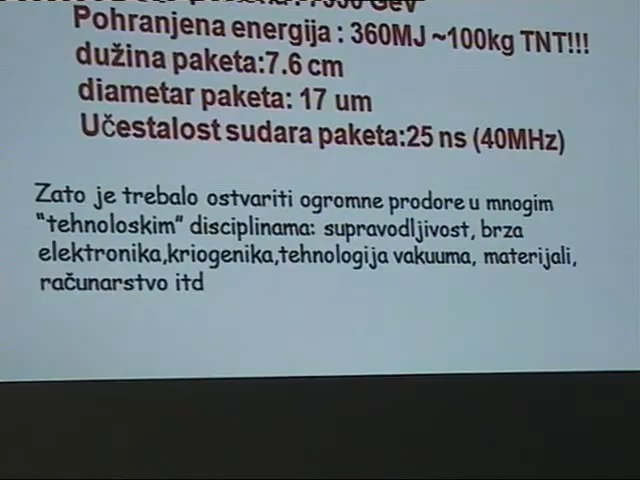 GeV
Pohranjena energija : 360MJ ~100kg TNT!!!
dužina paketa:7.6 cm
diametar paketa: 17 um
Učestalost sudara paketa:25 ns (40MHz)
Zato je trebalo ostvariti ogromne prodore u mnogim
"tehnoloskim" disciplinama: supravodljivost, brza
elektronika,kriogenika,tehnologija vakuuma, materijali,
računarstvo itd